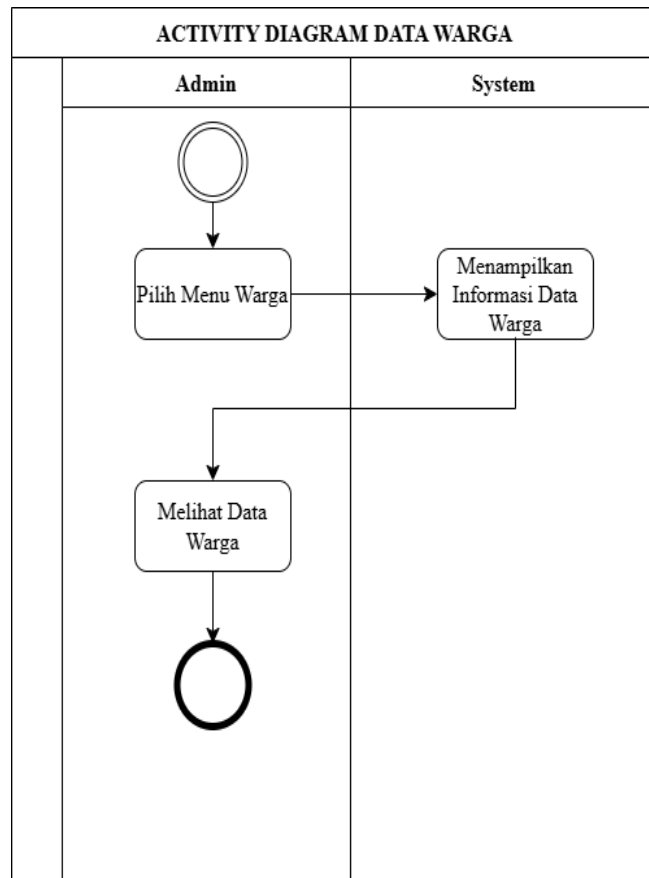 ACTIVITY DIAGRAM DATA WARGA
Admin
System
Pilih Menu Warga
Menampilkan
Informasi Data
Warga
Melihat Data
Warga